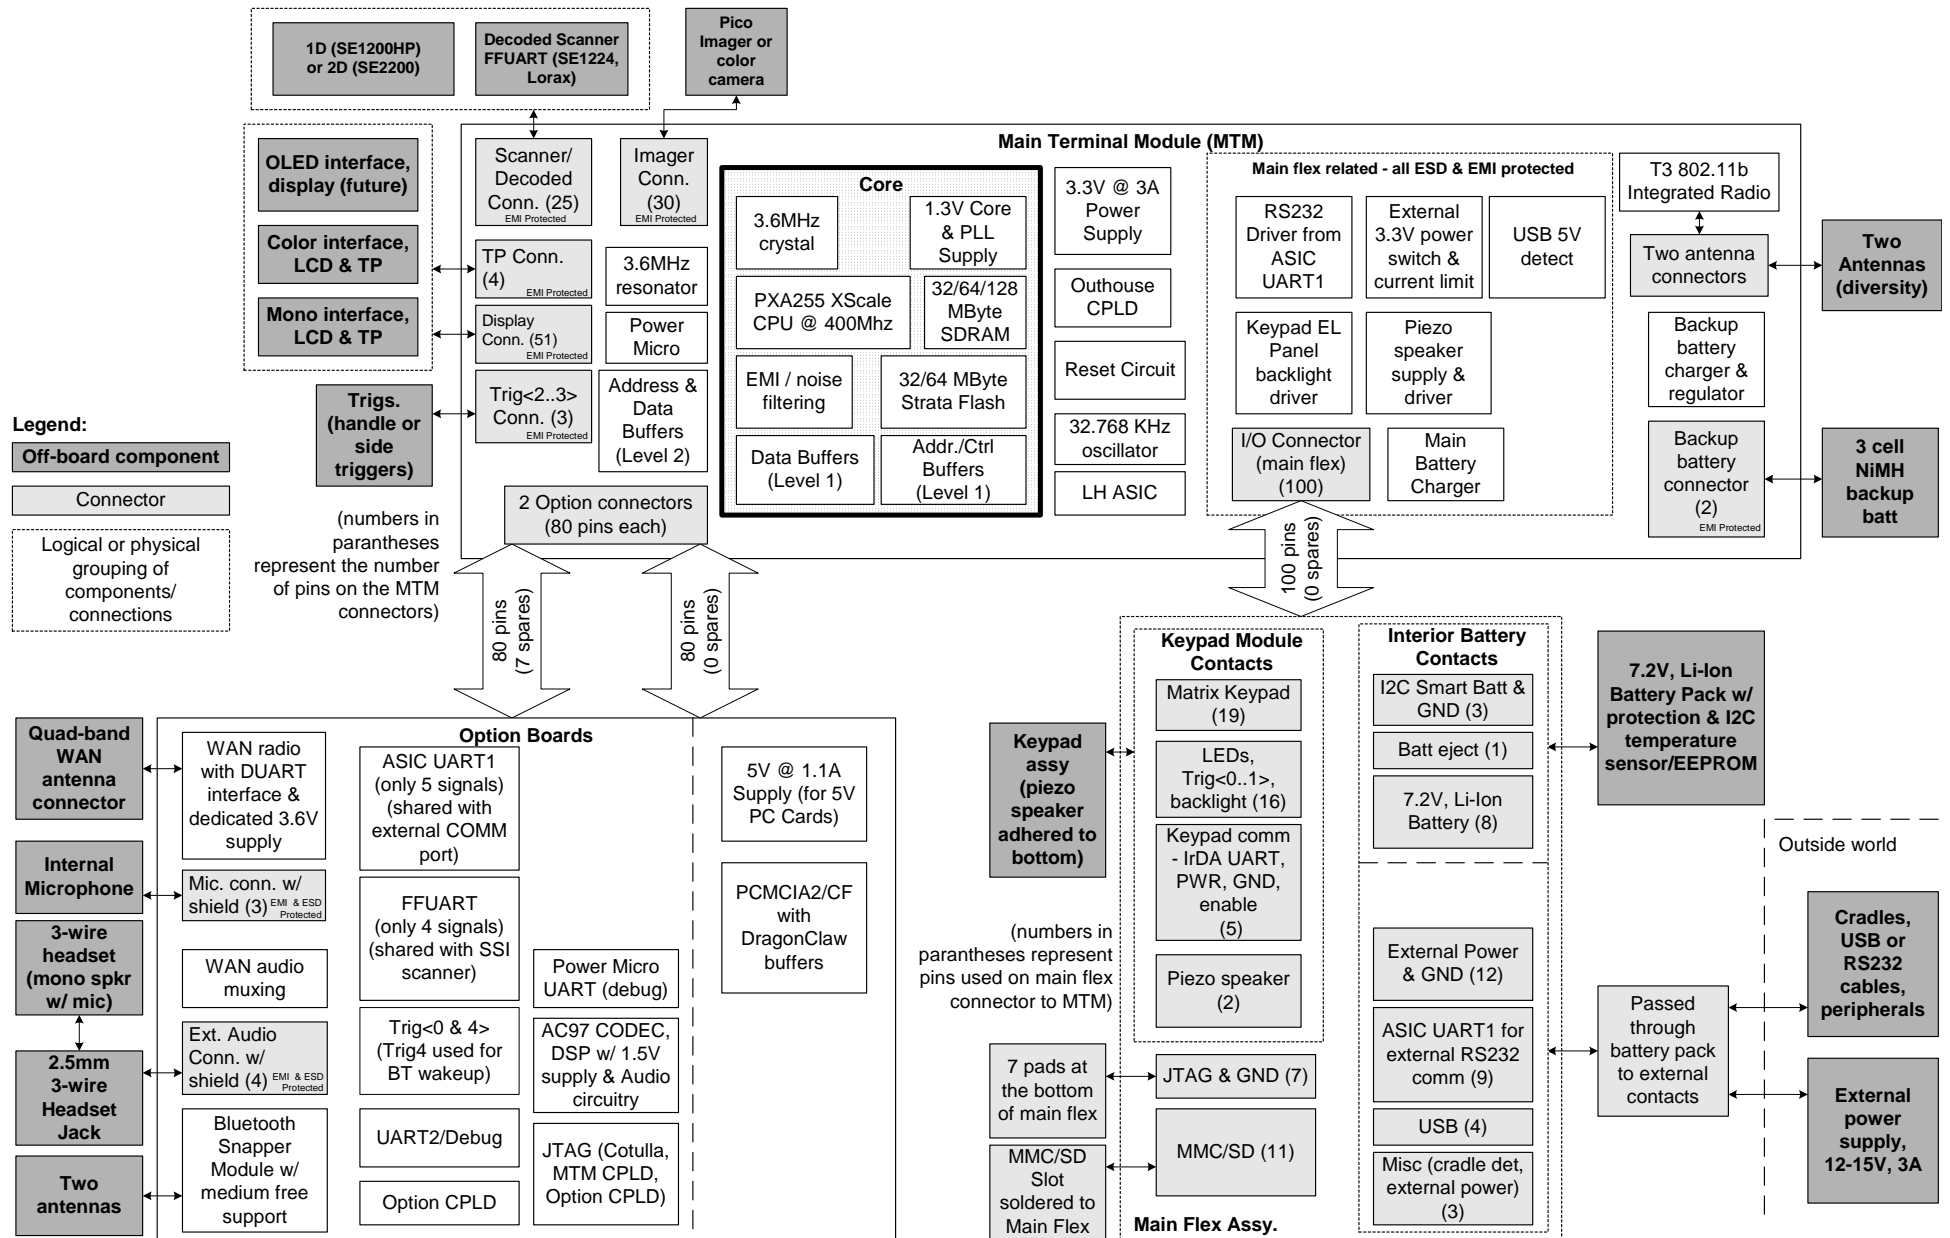 1D (SE1200HP)
or 2D (SE2200)
Decoded Scanner
FFUART (SE1224,
Lorax)
Pico
Imager or
color
camera
OLED interface,
display (future)
Color interface,
LCD & TP
Mono interface,
LCD & TP
Trigs.
(handle or
side
triggers)
Legend:
Off-board component
Connector
Logical or physical
grouping of
components/
connections
(numbers in
parantheses
represent the number
of pins on the MTM
connectors)
Main Terminal Module (MTM)
Scanner/
Decoded
Conn. (25)
EMI Protected
Imager
Conn.
(30)
EMI Protected
TP Conn.
(4)
EMI Protected
3.6MHz
resonator
Display
Conn. (51)
EMI Protected
Power
Micro
Trig<2..3>
Conn. (3)
EMI Protected
Address &
Data
Buffers
(Level 2)
2 Option connectors
(80 pins each)
Core
3.6MHz
crystal
1.3V Core
& PLL
Supply
PXA255 XScale
CPU @ 400Mhz
32/64/128
MByte
SDRAM
EMI / noise
filtering
32/64 MByte
Strata Flash
Data Buffers
(Level 1)
Addr./Ctrl
Buffers
(Level 1)
3.3V @ 3A
Power
Supply
Outhouse
CPLD
Reset Circuit
32.768 KHz
oscillator
LH ASIC
Main flex related - all ESD & EMI protected
RS232
Driver from
ASIC
UART1
External
3.3V power
switch &
current limit
USB 5V
detect
Keypad EL
Panel
backlight
driver
Piezo
speaker
supply &
driver
I/O Connector
(main flex)
(100)
Main
Battery
Charger
T3 802.11b
Integrated Radio
Two antenna
connectors
Backup
battery
charger &
regulator
Backup
battery
connector
(2)
EMI Protected
Two
Antennas
(diversity)
3 cell
NiMH
backup
batt
80 pins
(7 spares)
80 pins
(0 spares)
100 pins
(0 spares)
Quad-band
WAN
antenna
connector
Internal
Microphone
3-wire
headset
(mono spkr
w/ mic)
2.5mm
3-wire
Headset
Jack
Two
antennas
Option Boards
WAN radio
with DUART
interface &
dedicated 3.6V
supply
Mic. conn. w/
shield (3)
EMI & ESD
Protected
WAN audio
muxing
Ext. Audio
Conn. w/
shield (4)
EMI & ESD
Protected
Bluetooth
Snapper
Module w/
medium free
support
ASIC UART1
(only 5 signals)
(shared with
external COMM
port)
FFUART
(only 4 signals)
(shared with SSI
scanner)
Trig<0 & 4>
(Trig4 used for
BT wakeup)
UART2/Debug
Option CPLD
Power Micro
UART (debug)
AC97 CODEC,
DSP w/ 1.5V
supply & Audio
circuitry
JTAG (Cotulla,
MTM CPLD,
Option CPLD)
5V @ 1.1A
Supply (for 5V
PC Cards)
PCMCIA2/CF
with
DragonClaw
buffers
Keypad
assy
(piezo
speaker
adhered to
bottom)
(numbers in
parantheses represent
pins used on main flex
connector to MTM)
7 pads at
the bottom
of main flex
MMC/SD
Slot
soldered to
Main Flex
Keypad Module
Contacts
Matrix Keypad
(19)
LEDs,
Trig<0..1>,
backlight (16)
Keypad comm
- IrDA UART,
PWR, GND,
enable
(5)
Piezo speaker
(2)
JTAG & GND (7)
MMC/SD (11)
Main Flex Assy.
Interior Battery
Contacts
I2C Smart Batt &
GND (3)
Batt eject (1)
7.2V, Li-Ion
Battery (8)
External Power
& GND (12)
ASIC UART1 for
external RS232
comm (9)
USB (4)
Misc (cradle det,
external power)
(3)
7.2V, Li-Ion
Battery Pack w/
protection & I2C
temperature
sensor/EEPROM
Passed
through
battery pack
to external
contacts
Outside world
Cradles,
USB or
RS232
cables,
peripherals
External
power
supply,
12-15V, 3A